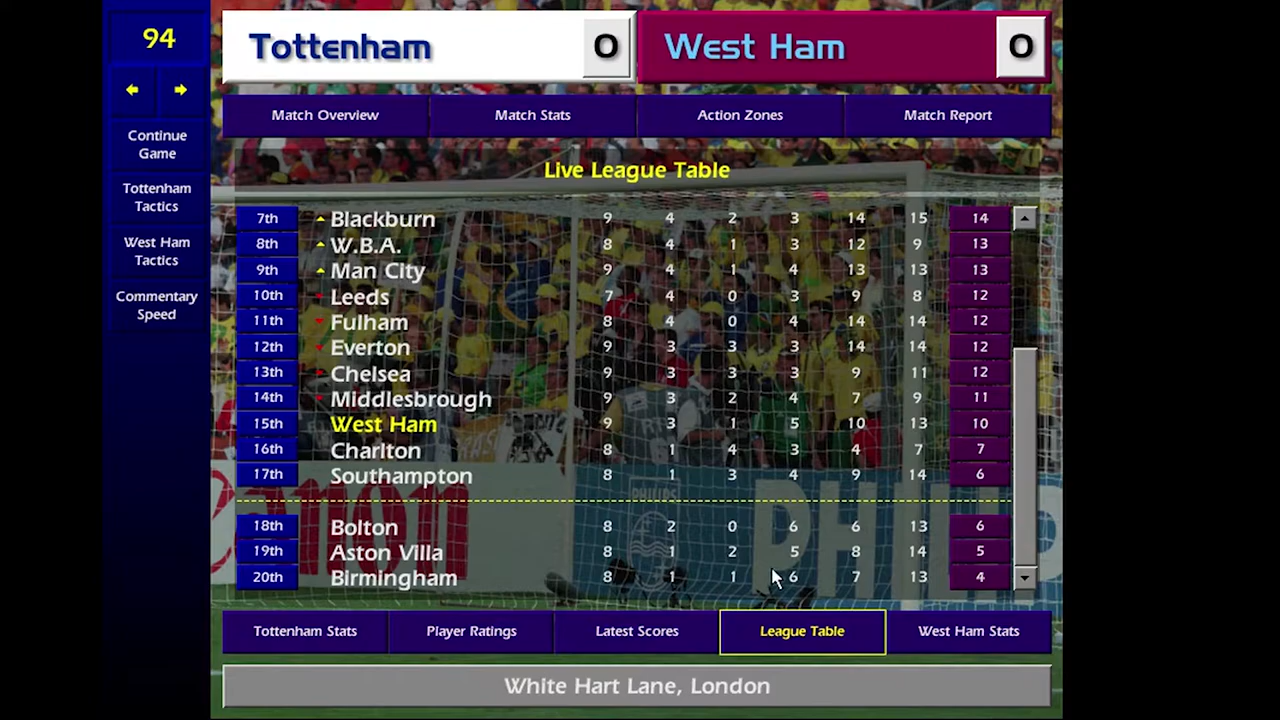 94
Tottenham 0 West Ham 0
Match Overview Match Stats Action Zones Match Report
Continue
Game
Tottenham
Tactics
West Ham
Tactics
Commentary
Speed
Live League Table
7th Blackburn 9 4 2 3 14 15 14
8th W.B.A. 8 4 1 3 12 9 13
9th Man City 9 4 1 4 13 13 13
10th Leeds 7 4 0 3 9 8 12
11th Fulham 8 4 0 4 14 14 12
12th Everton 9 3 3 3 14 14 12
13th Chelsea 9 3 3 3 9 11 12
14th Middlesbrough 9 3 2 4 7 9 11
15th West Ham 9 3 1 5 10 13 10
16th Charlton 8 1 4 3 4 7 7
17th Southampton 8 1 3 4 9 14 6
18th Bolton 8 2 0 6 6 13 6
19th Aston Villa 8 1 2 5 8 14 5
20th Birmingham 8 1 1 6 7 13 4
Canon
PHILIPS
PHILIP
Tottenham Stats Player Ratings Latest Scores League Table West Ham Stats
White Hart Lane, London